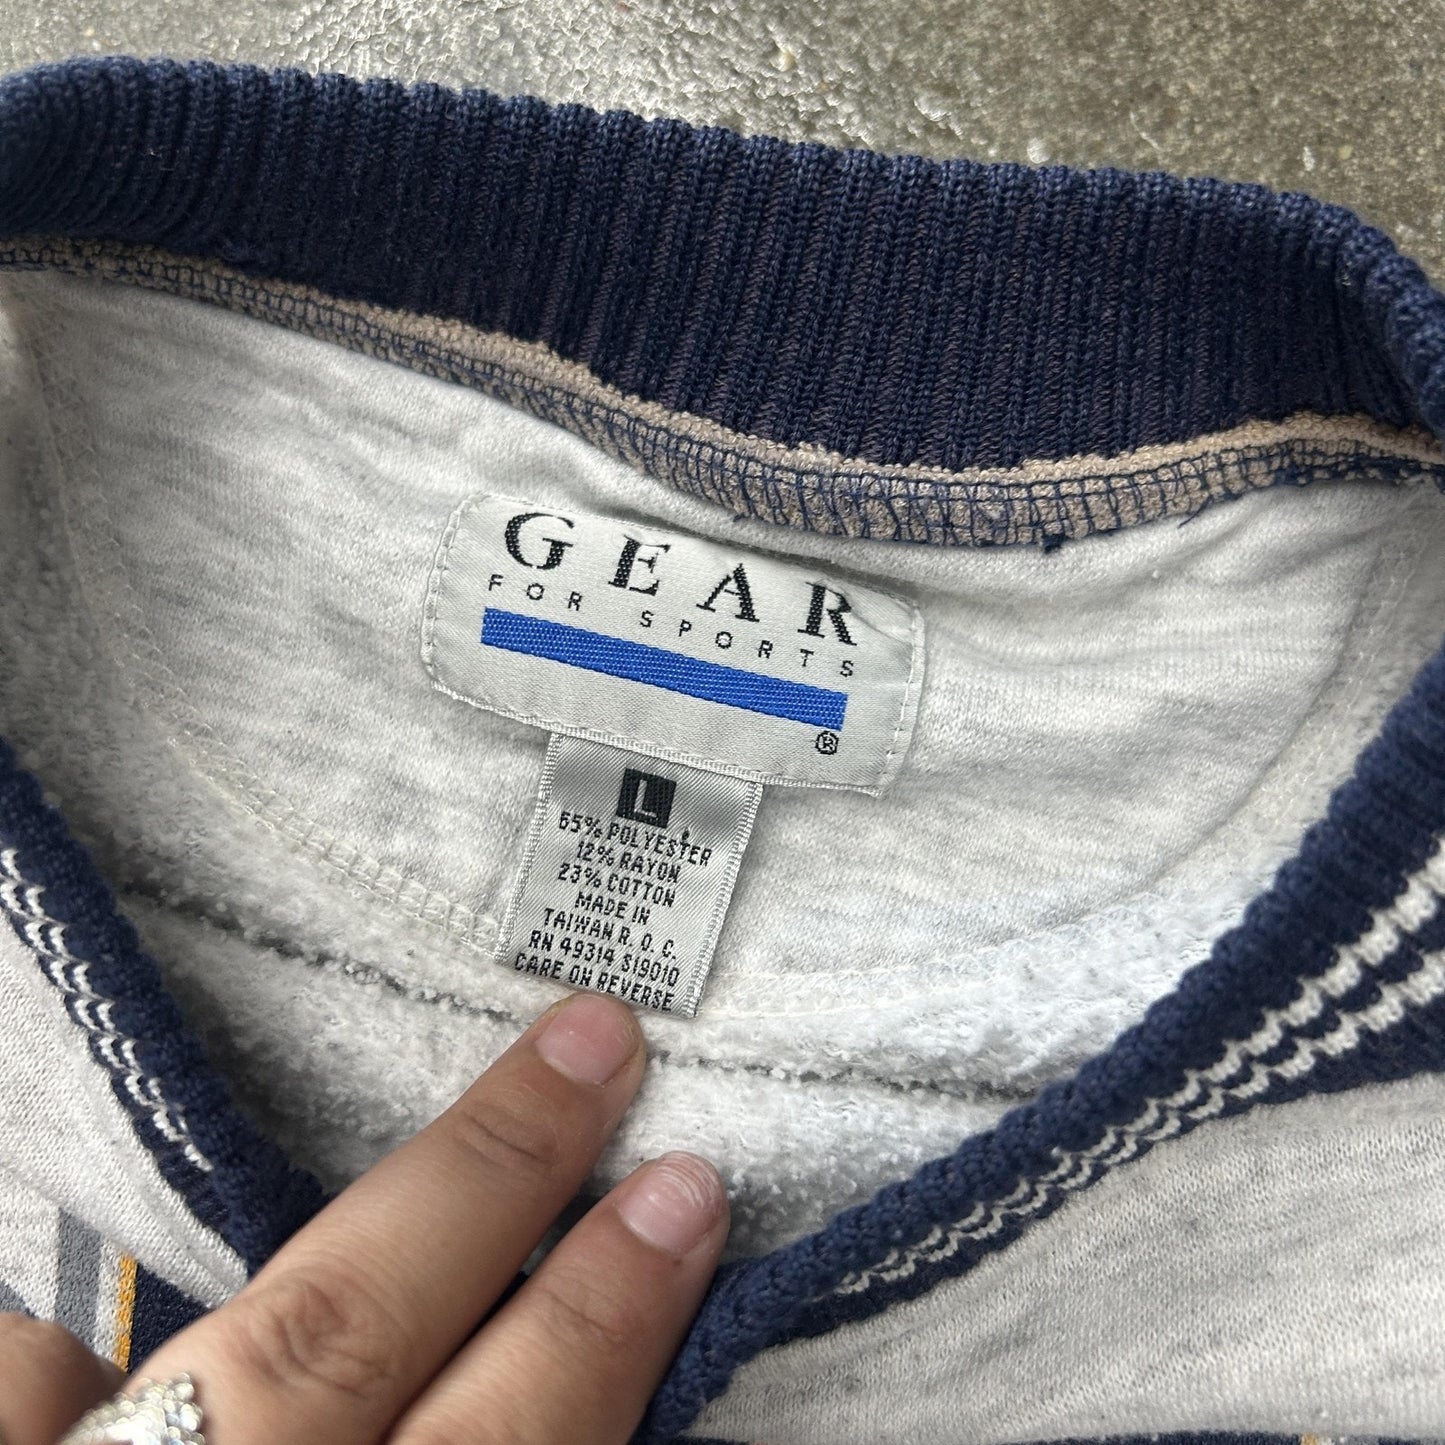 GEAR
FOR SPORTS
®
L
65% POLYESTER
12% RAYON
23% COTTON
MADE IN
TAIWAN R.O.C.
RN 49314 S19010
CARE ON REVERSE